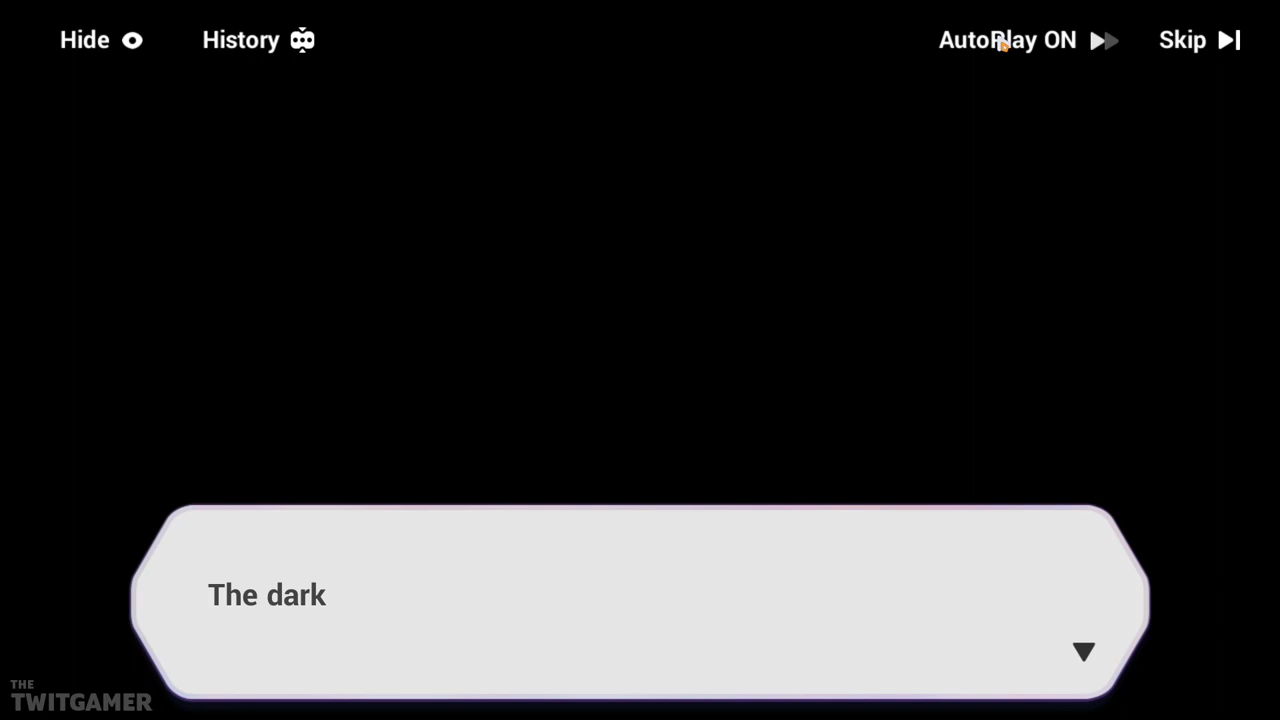 Hide
History
AutoPlay ON
Skip
The dark
THE
TWITGAMER